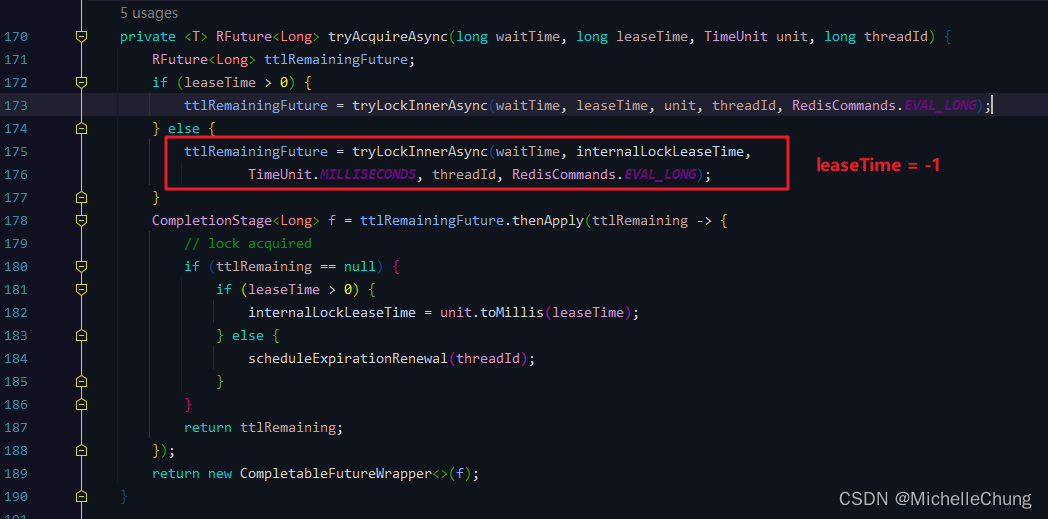 5 usages
170 private <T> RFuture<Long> tryAcquireAsync(long waitTime, long leaseTime, TimeUnit unit, long threadId) {
171 RFuture<Long> ttlRemainingFuture;
172 if (leaseTime > 0) {
173 ttlRemainingFuture = tryLockInnerAsync(waitTime, leaseTime, unit, threadId, RedisCommands.EVAL_LONG);
174 } else {
175 ttlRemainingFuture = tryLockInnerAsync(waitTime, internalLockLeaseTime,
leaseTime = -1
176 TimeUnit.MILLISECONDS, threadId, RedisCommands.EVAL_LONG);
177 }
178 CompletionStage<Long> f = ttlRemainingFuture.thenApply(ttlRemaining -> {
179 // lock acquired
180 if (ttlRemaining == null) {
181 if (leaseTime > 0) {
182 internalLockLeaseTime = unit.toMillis(leaseTime);
183 } else {
184 scheduleExpirationRenewal(threadId);
185 }
186 }
187 return ttlRemaining;
188 });
189 return new CompletableFutureWrapper<>(f);
190 }
CSDN @MichelleChung